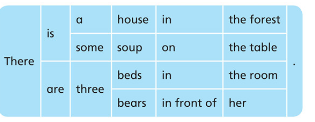 a house in the forest
is
some soup on the table
There .
beds in the room
are three
bears in front of her